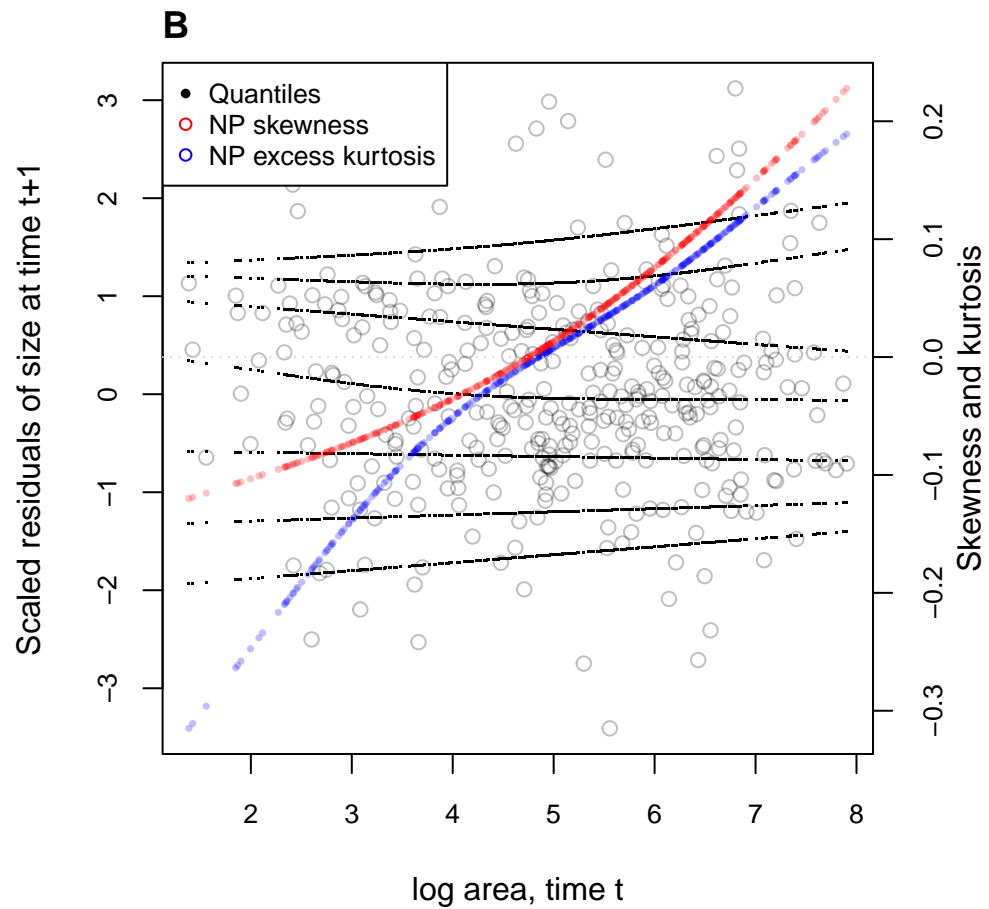 B
Quantiles
NP skewness
NP excess kurtosis
Scaled residuals of size at time t+1
3
2
1
0
−1
−2
−3
Skewness and kurtosis
0.2
0.1
0.0
−0.1
−0.2
−0.3
2 3 4 5 6 7 8
log area, time t